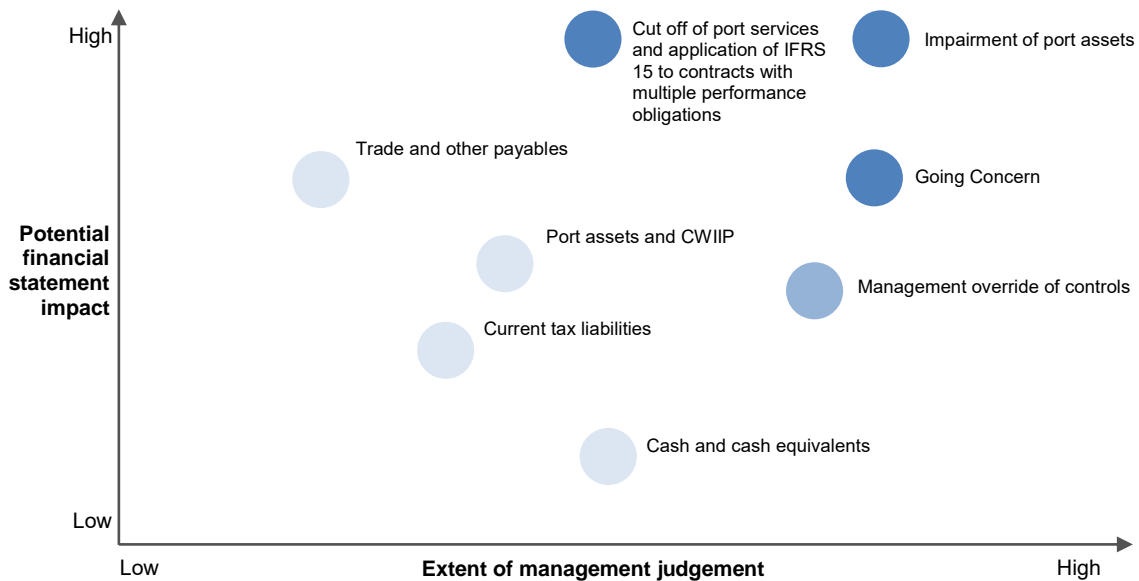 High
Cut off of port services
and application of IFRS
15 to contracts with
multiple performance
obligations
Impairment of port assets
Trade and other payables
Going Concern
Potential
financial
statement
impact
Port assets and CWIIP
Management override of controls
Current tax liabilities
Cash and cash equivalents
Low
Low
Extent of management judgement
High